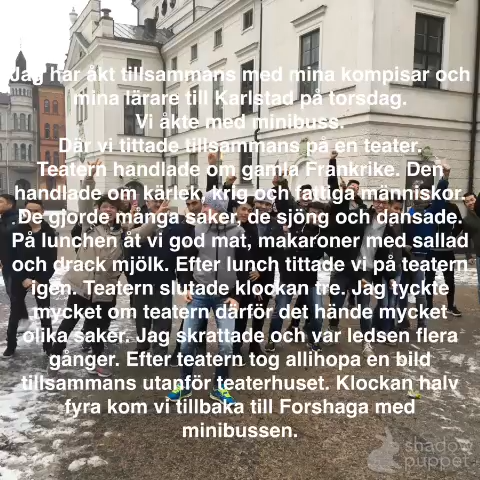 Jag har åkt tillsammans med mina kompisar och
mina lärare till Karlstad på torsdag.
Vi åkte med minibuss.
Där vi tittade tillsammans på en teater.
Teatern handlade om gamla Frankrike. Den
handlade om kärlek, krig och fattiga människor.
De gjorde många saker, de sjöng och dansade.
På lunchen åt vi god mat, makaroner med sallad
och drack mjölk. Efter lunch tittade vi på teatern
igen. Teatern slutade klockan tre. Jag tyckte
mycket om teatern därför det hände mycket
olika saker. Jag skrattade och var ledsen flera
gånger. Efter teatern tog allihopa en bild
tillsammans utanför teaterhuset. Klockan halv
fyra kom vi tillbaka till Forshaga med
minibussen.
shadow
puppet